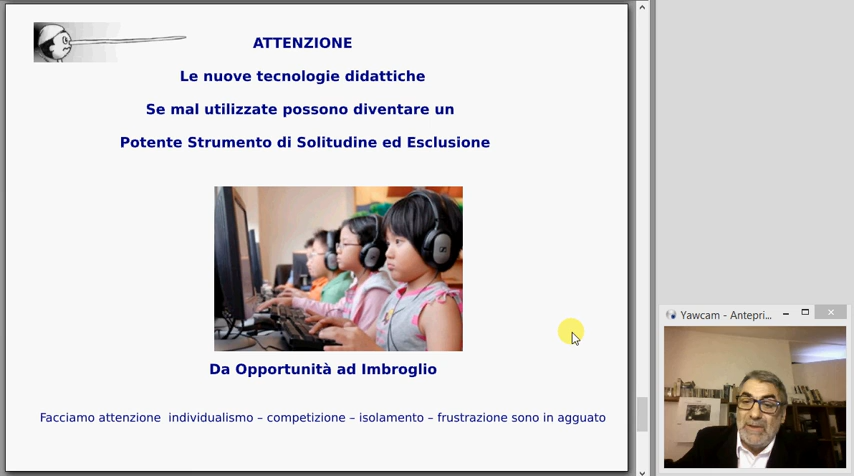 ATTENZIONE
Le nuove tecnologie didattiche
Se mal utilizzate possono diventare un
Potente Strumento di Solitudine ed Esclusione
Da Opportunità ad Imbroglio
Facciamo attenzione  individualismo – competizione – isolamento – frustrazione sono in agguato
Yawcam - Antepri...